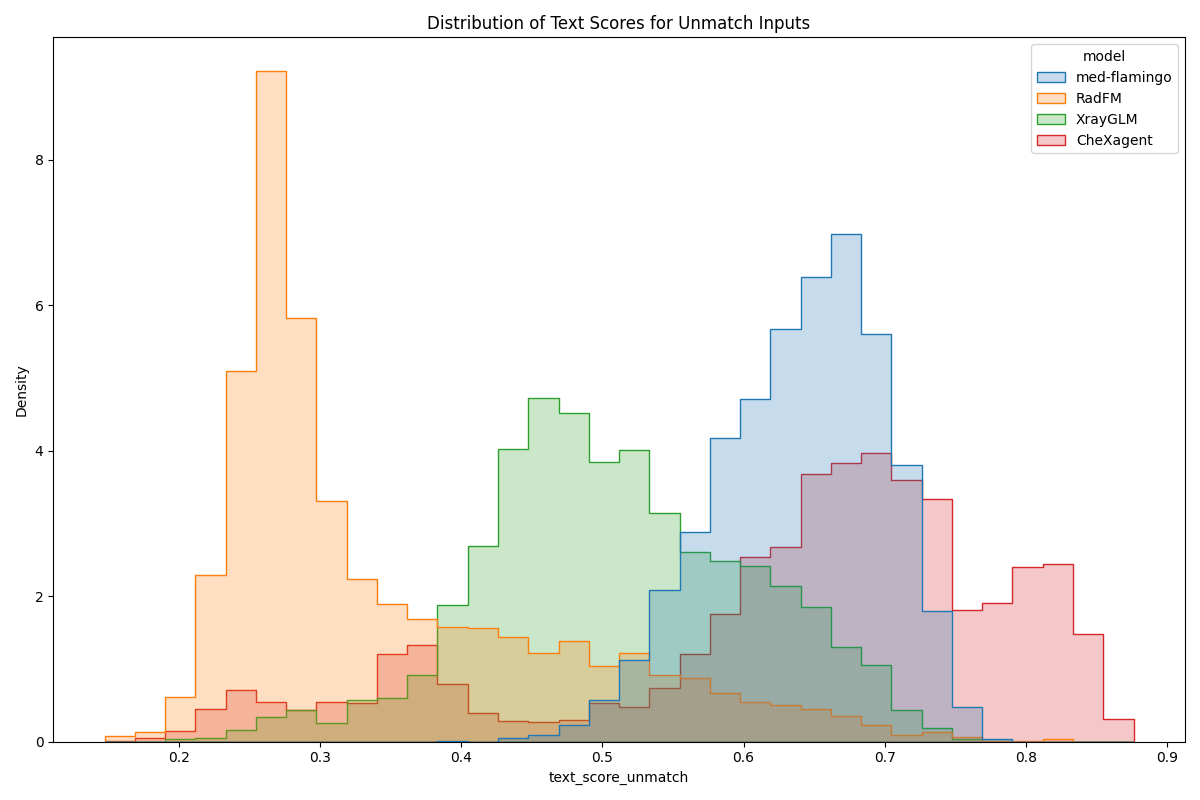 Distribution of Text Scores for Unmatch Inputs
model
med-flamingo
RadFM
XrayGLM
CheXagent
Density
8
6
4
2
0
0.2 0.3 0.4 0.5 0.6 0.7 0.8 0.9
text_score_unmatch